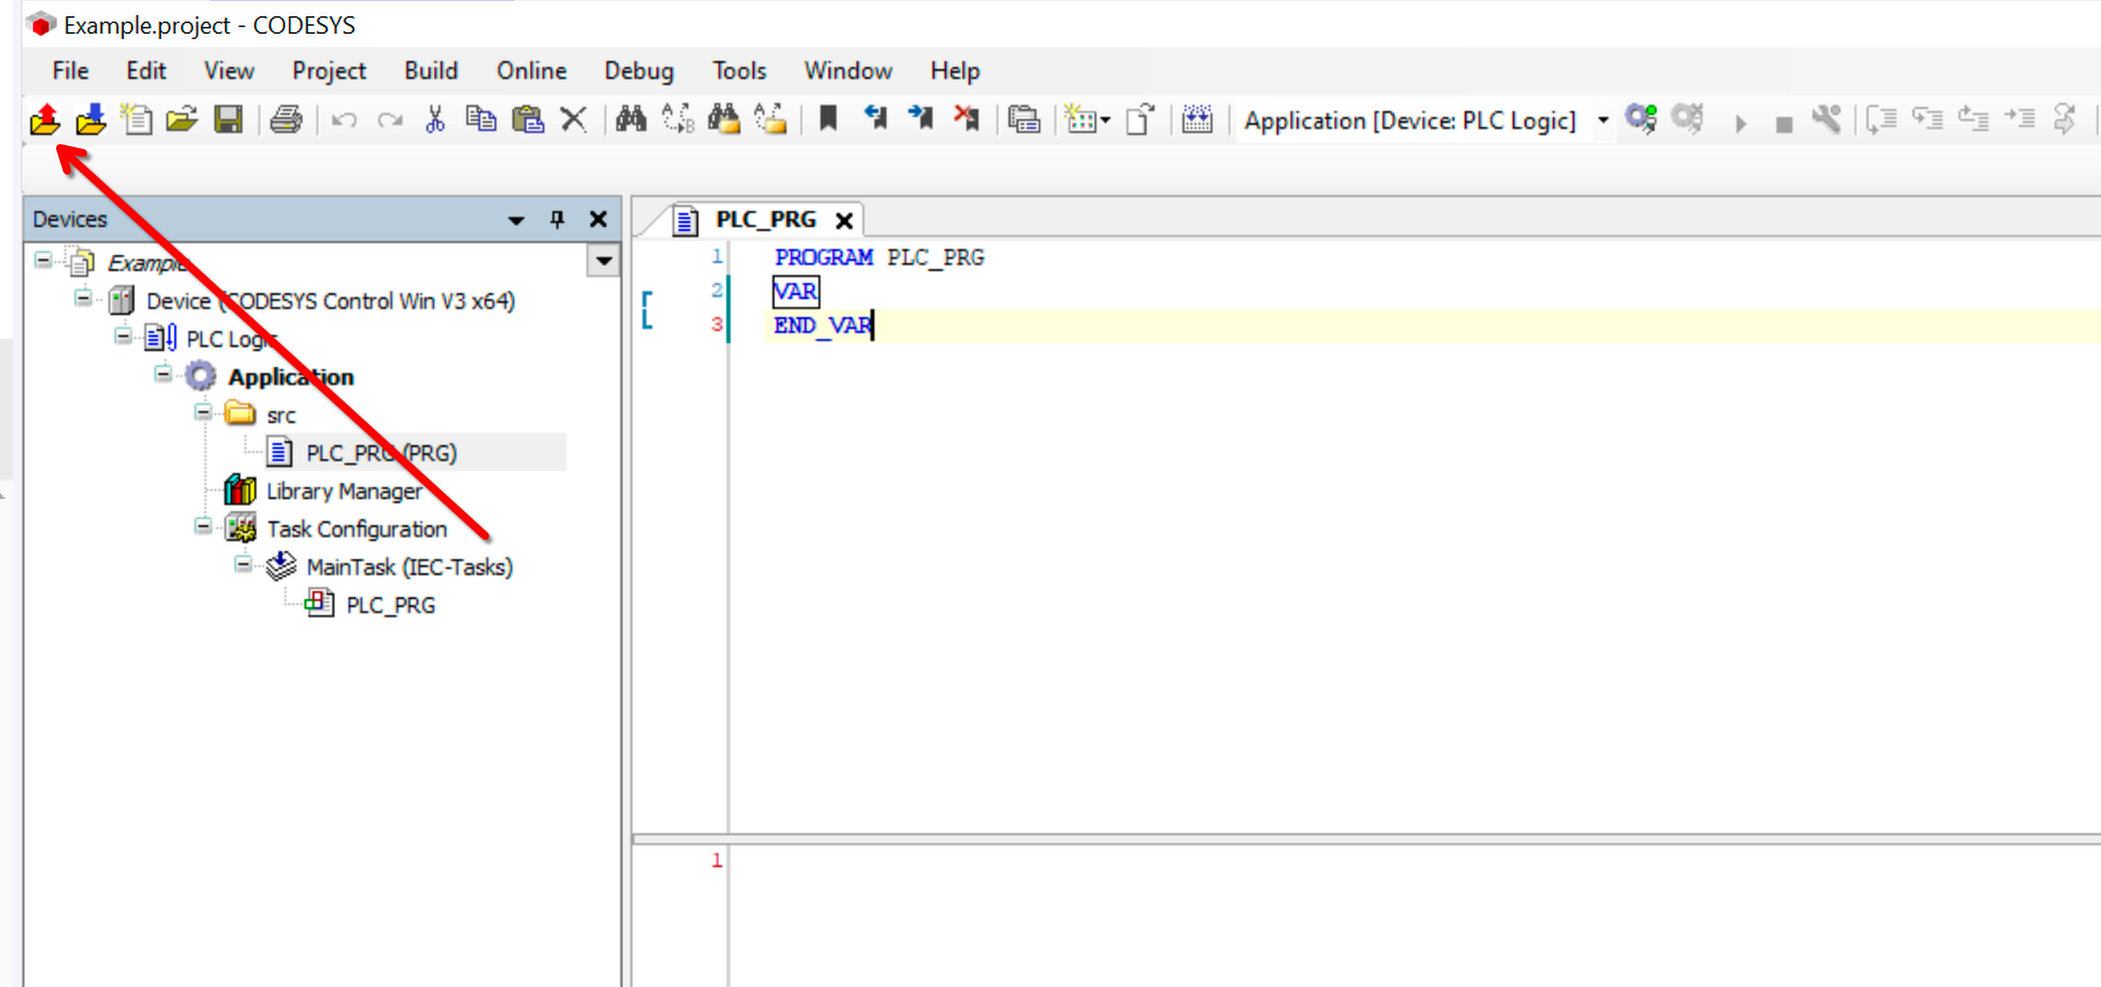 Example.project - CODESYS
File Edit View Project Build Online Debug Tools Window Help
Application [Device: PLC Logic]
Devices
Example
Device (CODESYS Control Win V3 x64)
PLC Logic
Application
src
PLC_PRG (PRG)
Library Manager
Task Configuration
MainTask (IEC-Tasks)
PLC_PRG
PLC_PRG
1 PROGRAM PLC_PRG
2 VAR
3 END_VAR
1